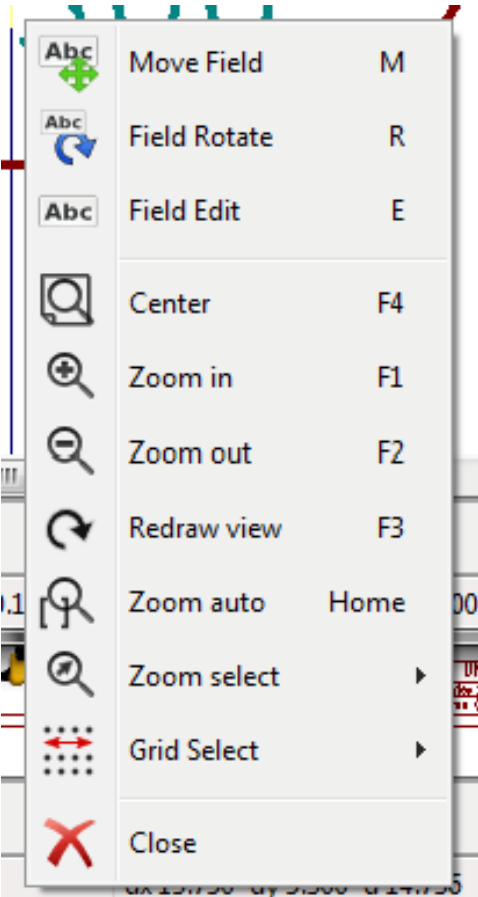 Abc Move Field M
Abc Field Rotate R
Abc Field Edit E
Center F4
Zoom in F1
Zoom out F2
Redraw view F3
Zoom auto Home
Zoom select
Grid Select
Close